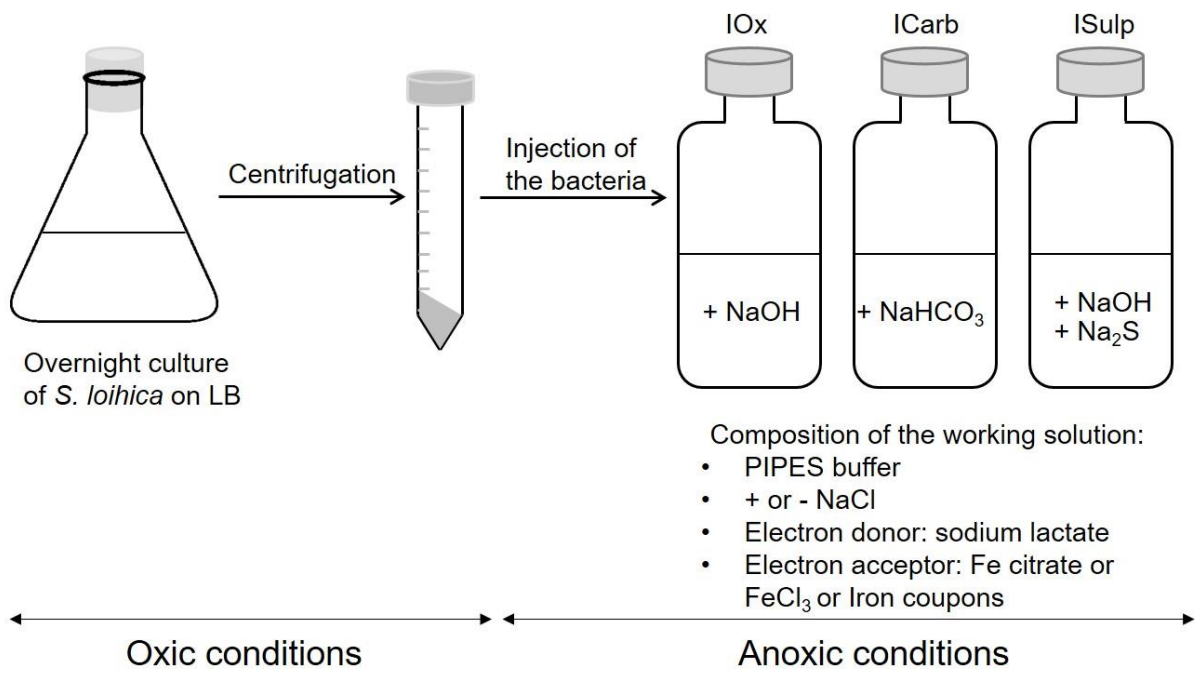 IOx
ICarb
ISulp
Centrifugation
Injection of
the bacteria
+ NaOH
+ NaHCO₃
+ NaOH
+ Na₂S
Overnight culture
of S. loihica on LB
Composition of the working solution:
• PIPES buffer
• + or - NaCl
• Electron donor: sodium lactate
• Electron acceptor: Fe citrate or
FeCl₃ or Iron coupons
Oxic conditions
Anoxic conditions